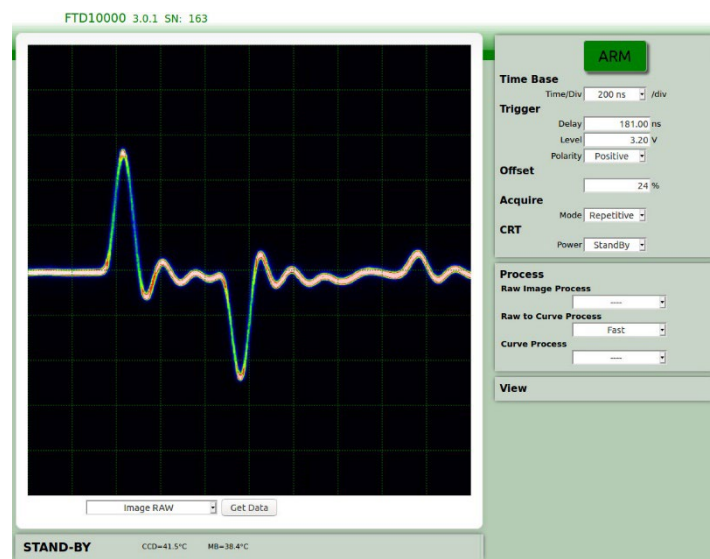 FTD10000 3.0.1 SN: 163
ARM
Time Base
Time/Div 200 ns /div
Trigger
Delay 181.00 ns
Level 3.20 V
Polarity Positive
Offset
24 %
Acquire
Mode Repetitive
CRT
Power StandBy
Process
Raw Image Process
----
Raw to Curve Process
Fast
Curve Process
----
View
Image RAW Get Data
STAND-BY CCD=41.5°C MB=38.4°C